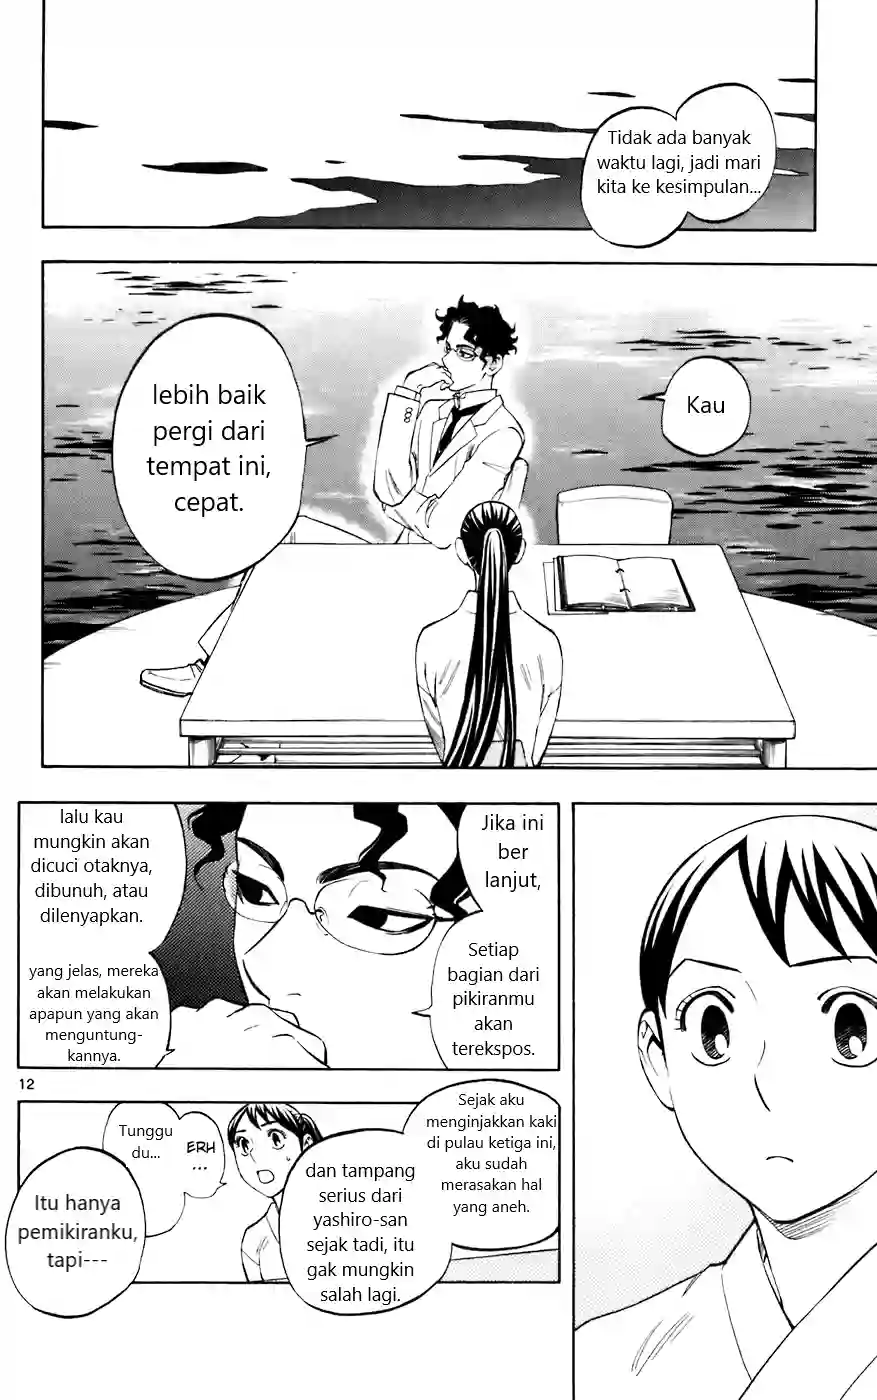 Tidak ada banyak
waktu lagi, jadi mari
kita ke kesimpulan...
Kau
lebih baik
pergi dari
tempat ini,
cepat.
Jika ini
ber
lanjut,
Setiap
bagian dari
pikiranmu
akan
terekspos.
lalu kau
mungkin akan
dicuci otaknya,
dibunuh, atau
dilenyapkan.
yang jelas, mereka
akan melakukan
apapun yang akan
menguntung-
kannya.
12
Sejak aku
menginjakkan kaki
di pulau ketiga ini,
aku sudah
merasakan hal
yang aneh.
dan tampang
serius dari
yashiro-san
sejak tadi, itu
gak mungkin
salah lagi.
ERH
...
Tunggu
du...
Itu hanya
pemikiranku,
tapi---